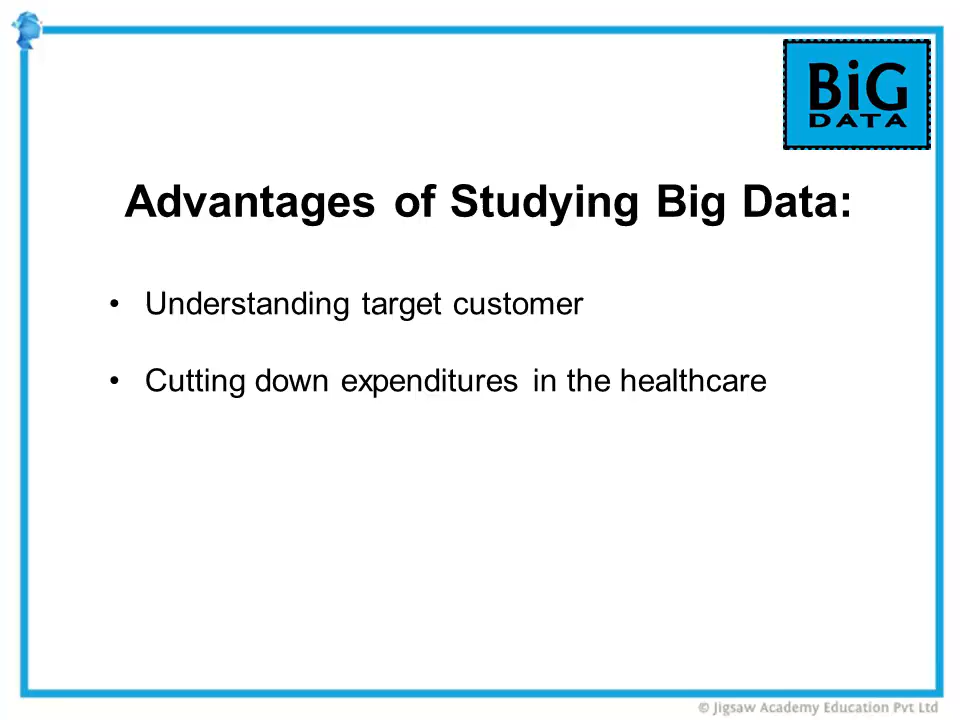 BiG
DATA
Advantages of Studying Big Data:
• Understanding target customer
• Cutting down expenditures in the healthcare
© Jigsaw Academy Education Pvt Ltd